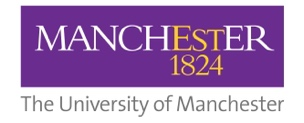 MANCHEsTER
1824
The University of Manchester